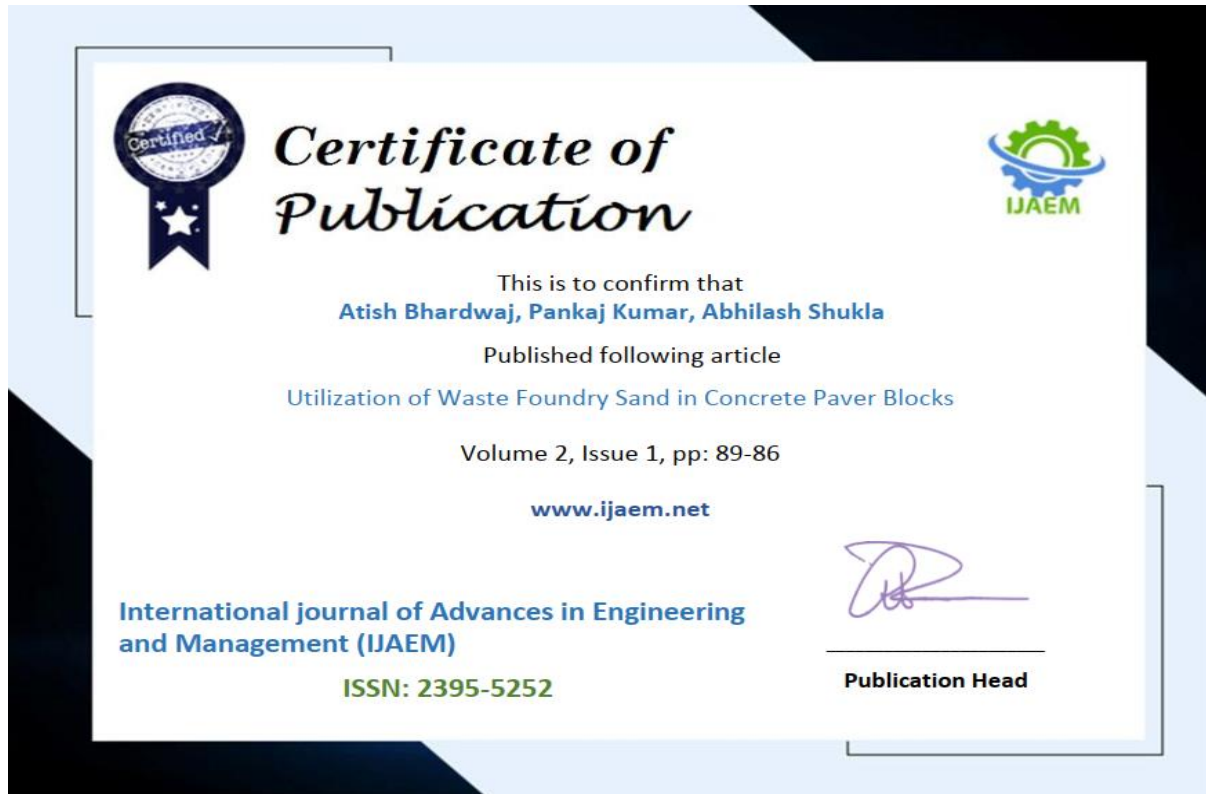 Certified
Certificate of
Publication
IJAEM
This is to confirm that
Atish Bhardwaj, Pankaj Kumar, Abhilash Shukla
Published following article
Utilization of Waste Foundry Sand in Concrete Paver Blocks
Volume 2, Issue 1, pp: 89-86
www.ijaem.net
International journal of Advances in Engineering
and Management (IJAEM)
ISSN: 2395-5252
Publication Head